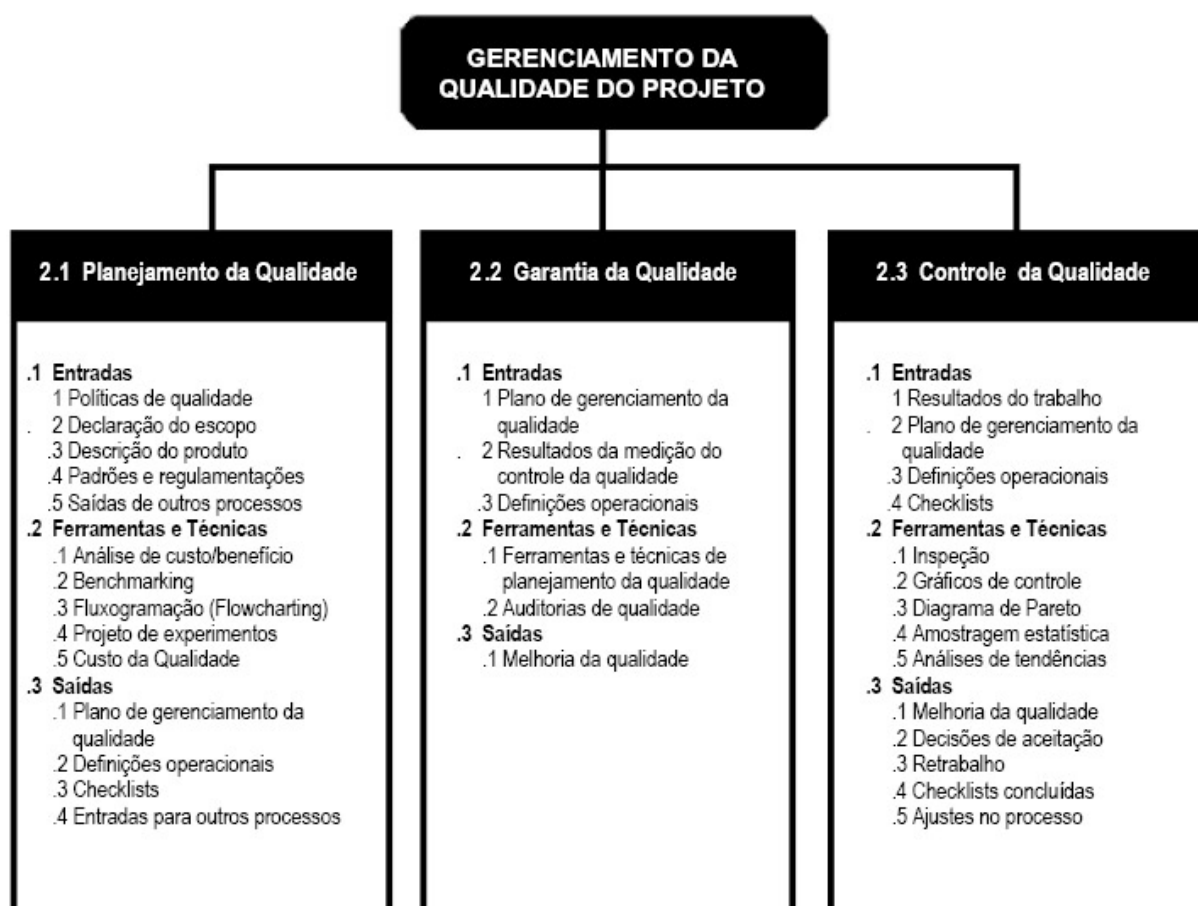 GERENCIAMENTO DA
QUALIDADE DO PROJETO
2.1 Planejamento da Qualidade
.1 Entradas
1 Políticas de qualidade
. 2 Declaração do escopo
.3 Descrição do produto
.4 Padrões e regulamentações
.5 Saídas de outros processos
.2 Ferramentas e Técnicas
.1 Análise de custo/benefício
.2 Benchmarking
.3 Fluxogramação (Flowcharting)
.4 Projeto de experimentos
.5 Custo da Qualidade
.3 Saídas
.1 Plano de gerenciamento da
qualidade
.2 Definições operacionais
.3 Checklists
.4 Entradas para outros processos
2.2 Garantia da Qualidade
.1 Entradas
1 Plano de gerenciamento da
qualidade
. 2 Resultados da medição do
controle da qualidade
.3 Definições operacionais
.2 Ferramentas e Técnicas
.1 Ferramentas e técnicas de
planejamento da qualidade
.2 Auditorias de qualidade
.3 Saídas
.1 Melhoria da qualidade
2.3 Controle da Qualidade
.1 Entradas
1 Resultados do trabalho
. 2 Plano de gerenciamento da
qualidade
.3 Definições operacionais
.4 Checklists
.2 Ferramentas e Técnicas
.1 Inspeção
.2 Gráficos de controle
.3 Diagrama de Pareto
.4 Amostragem estatística
.5 Análises de tendências
.3 Saídas
.1 Melhoria da qualidade
.2 Decisões de aceitação
.3 Retrabalho
.4 Checklists concluídas
.5 Ajustes no processo